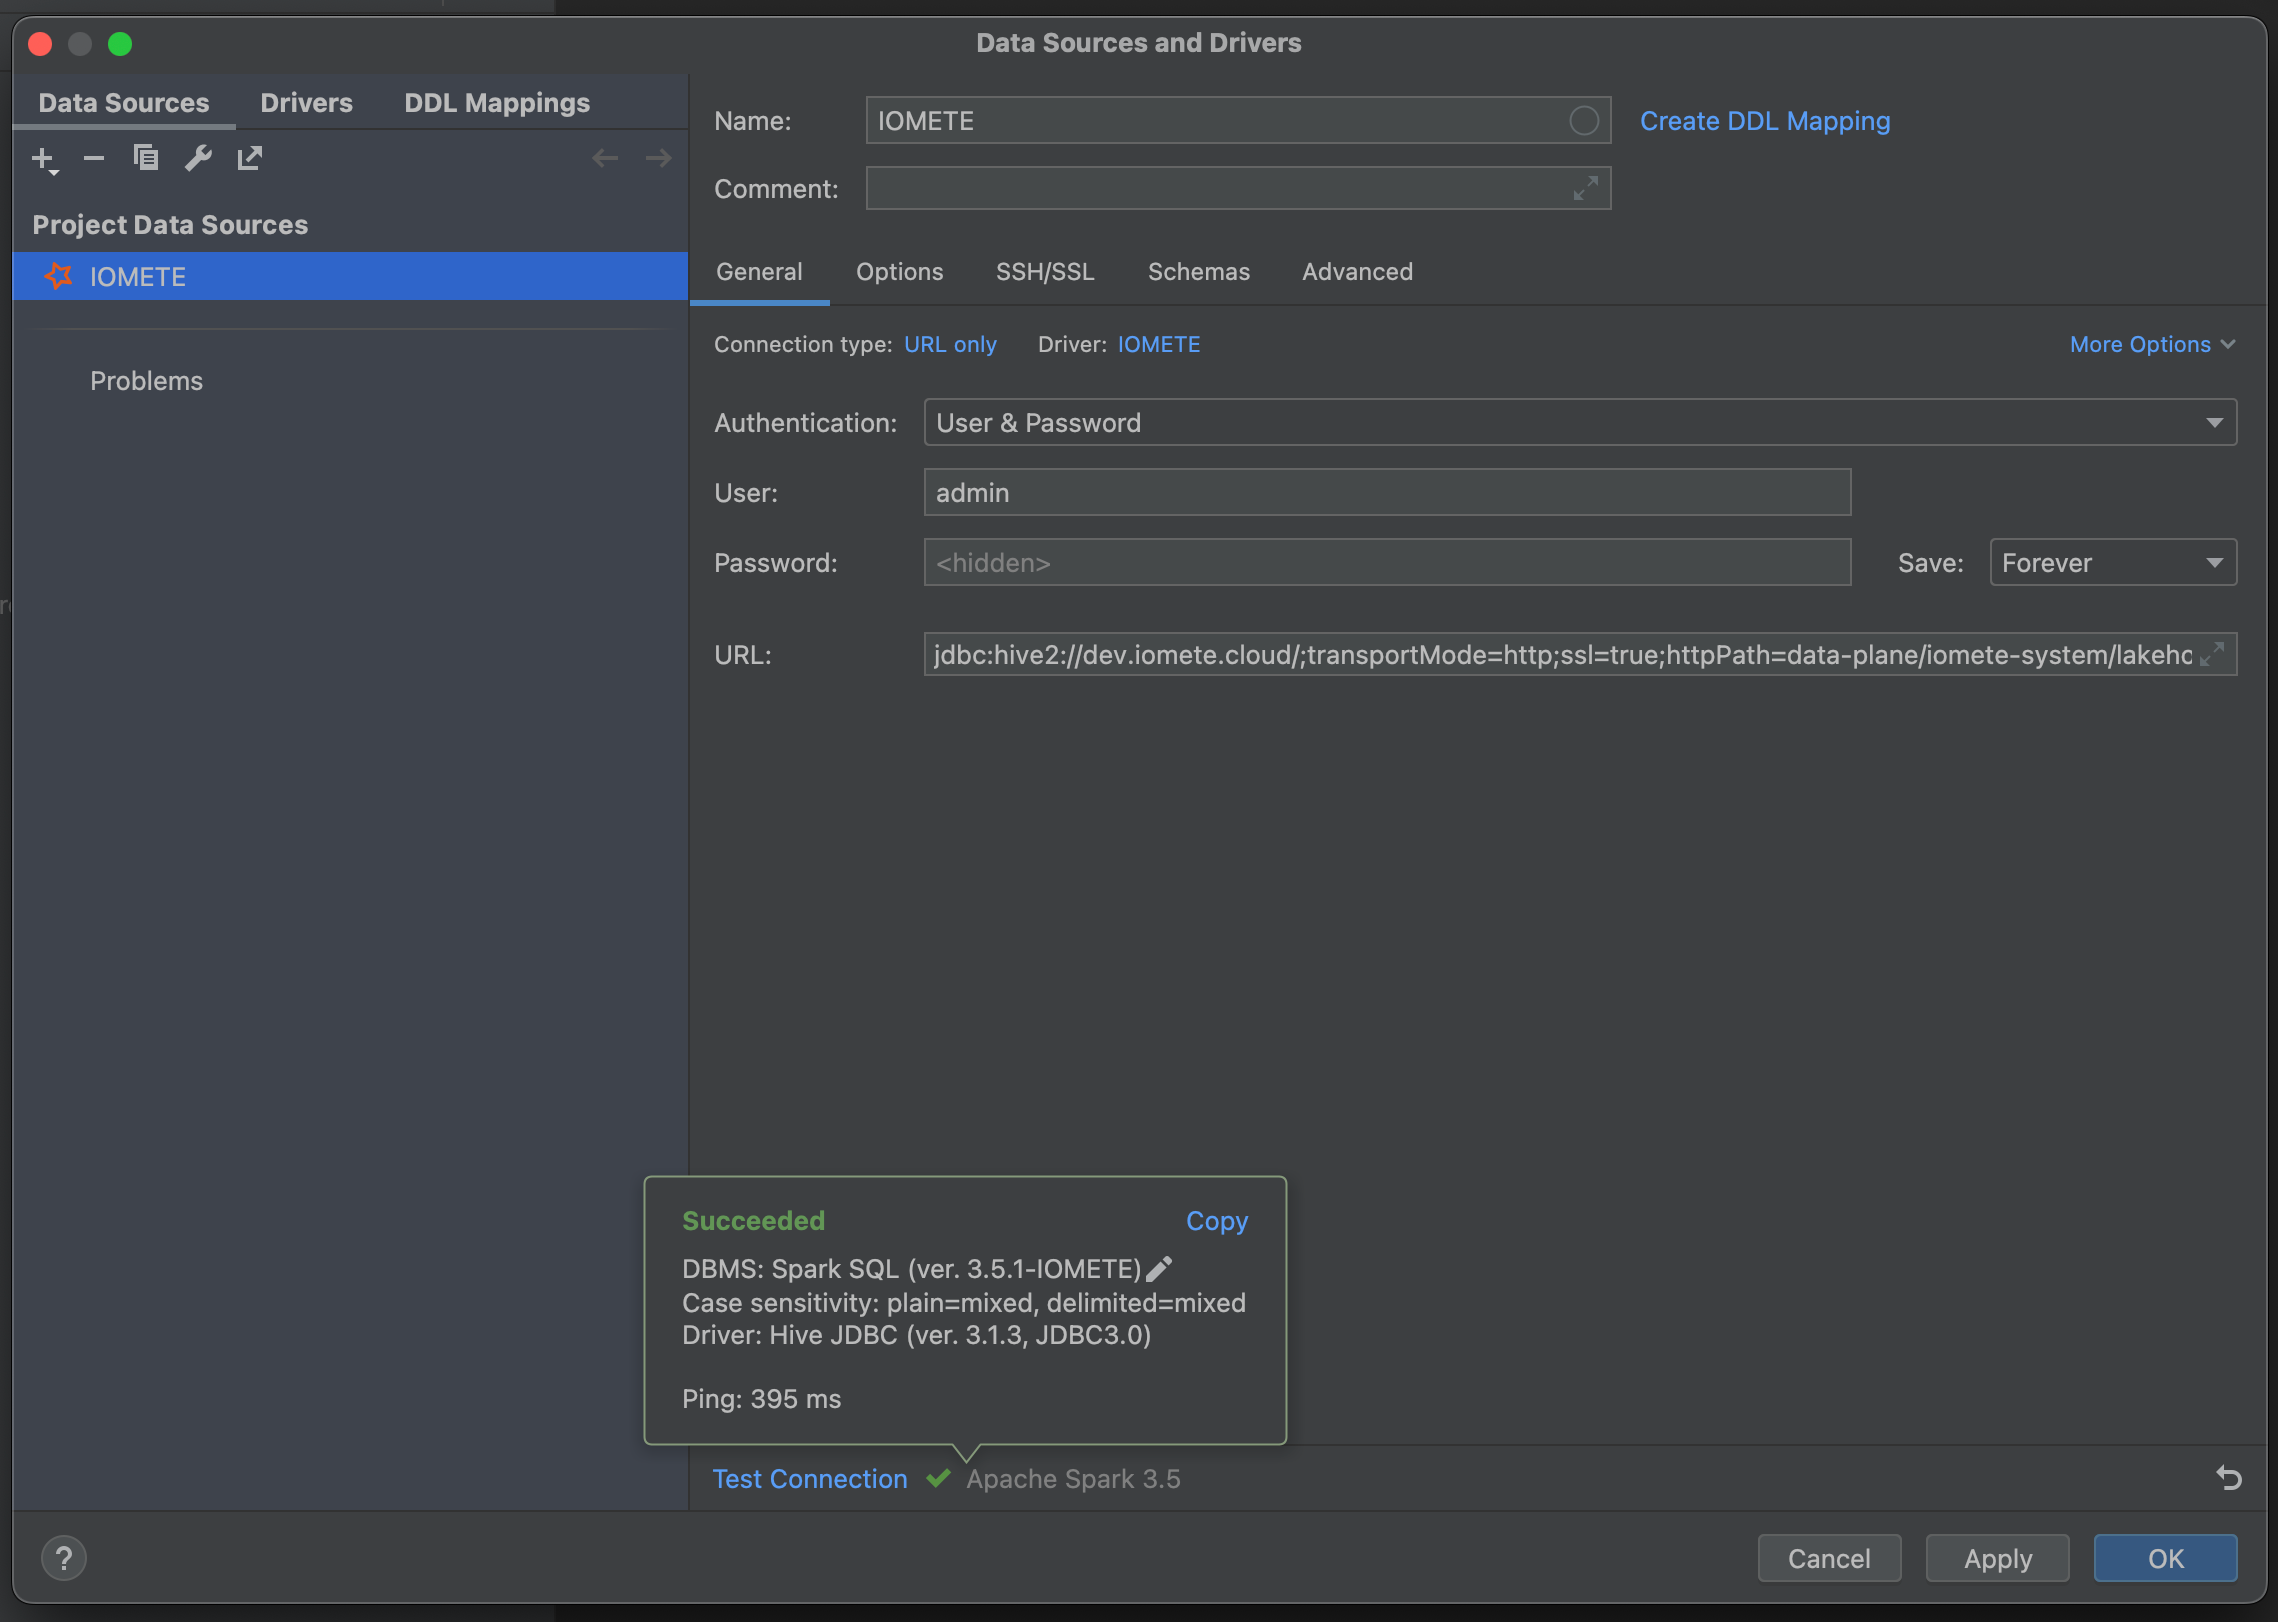 Data Sources and Drivers
Data Sources Drivers DDL Mappings
Project Data Sources
IOMETE
Problems
Name: IOMETE Create DDL Mapping
Comment:
General Options SSH/SSL Schemas Advanced
Connection type: URL only Driver: IOMETE More Options
Authentication: User & Password
User: admin
Password: <hidden> Save: Forever
URL: jdbc:hive2://dev.iomete.cloud/;transportMode=http;ssl=true;httpPath=data-plane/iomete-system/lakeho
Succeeded Copy
DBMS: Spark SQL (ver. 3.5.1-IOMETE)
Case sensitivity: plain=mixed, delimited=mixed
Driver: Hive JDBC (ver. 3.1.3, JDBC3.0)
Ping: 395 ms
Test Connection Apache Spark 3.5
? Cancel Apply OK